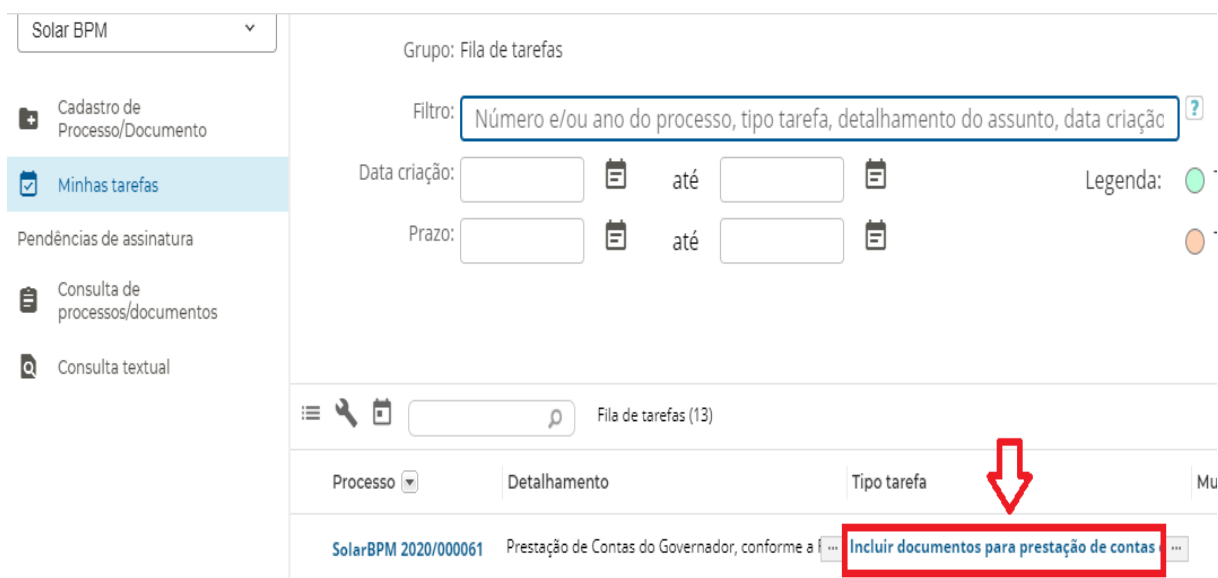 Solar BPM
Grupo: Fila de tarefas
Cadastro de
Processo/Documento
Filtro: Número e/ou ano do processo, tipo tarefa, detalhamento do assunto, data criação ?
Minhas tarefas
Data criação: até Legenda:
Pendências de assinatura
Prazo: até
Consulta de
processos/documentos
Consulta textual
Fila de tarefas (13)
Processo Detalhamento Tipo tarefa
SolarBPM 2020/000061 Prestação de Contas do Governador, conforme a ... Incluir documentos para prestação de contas ...